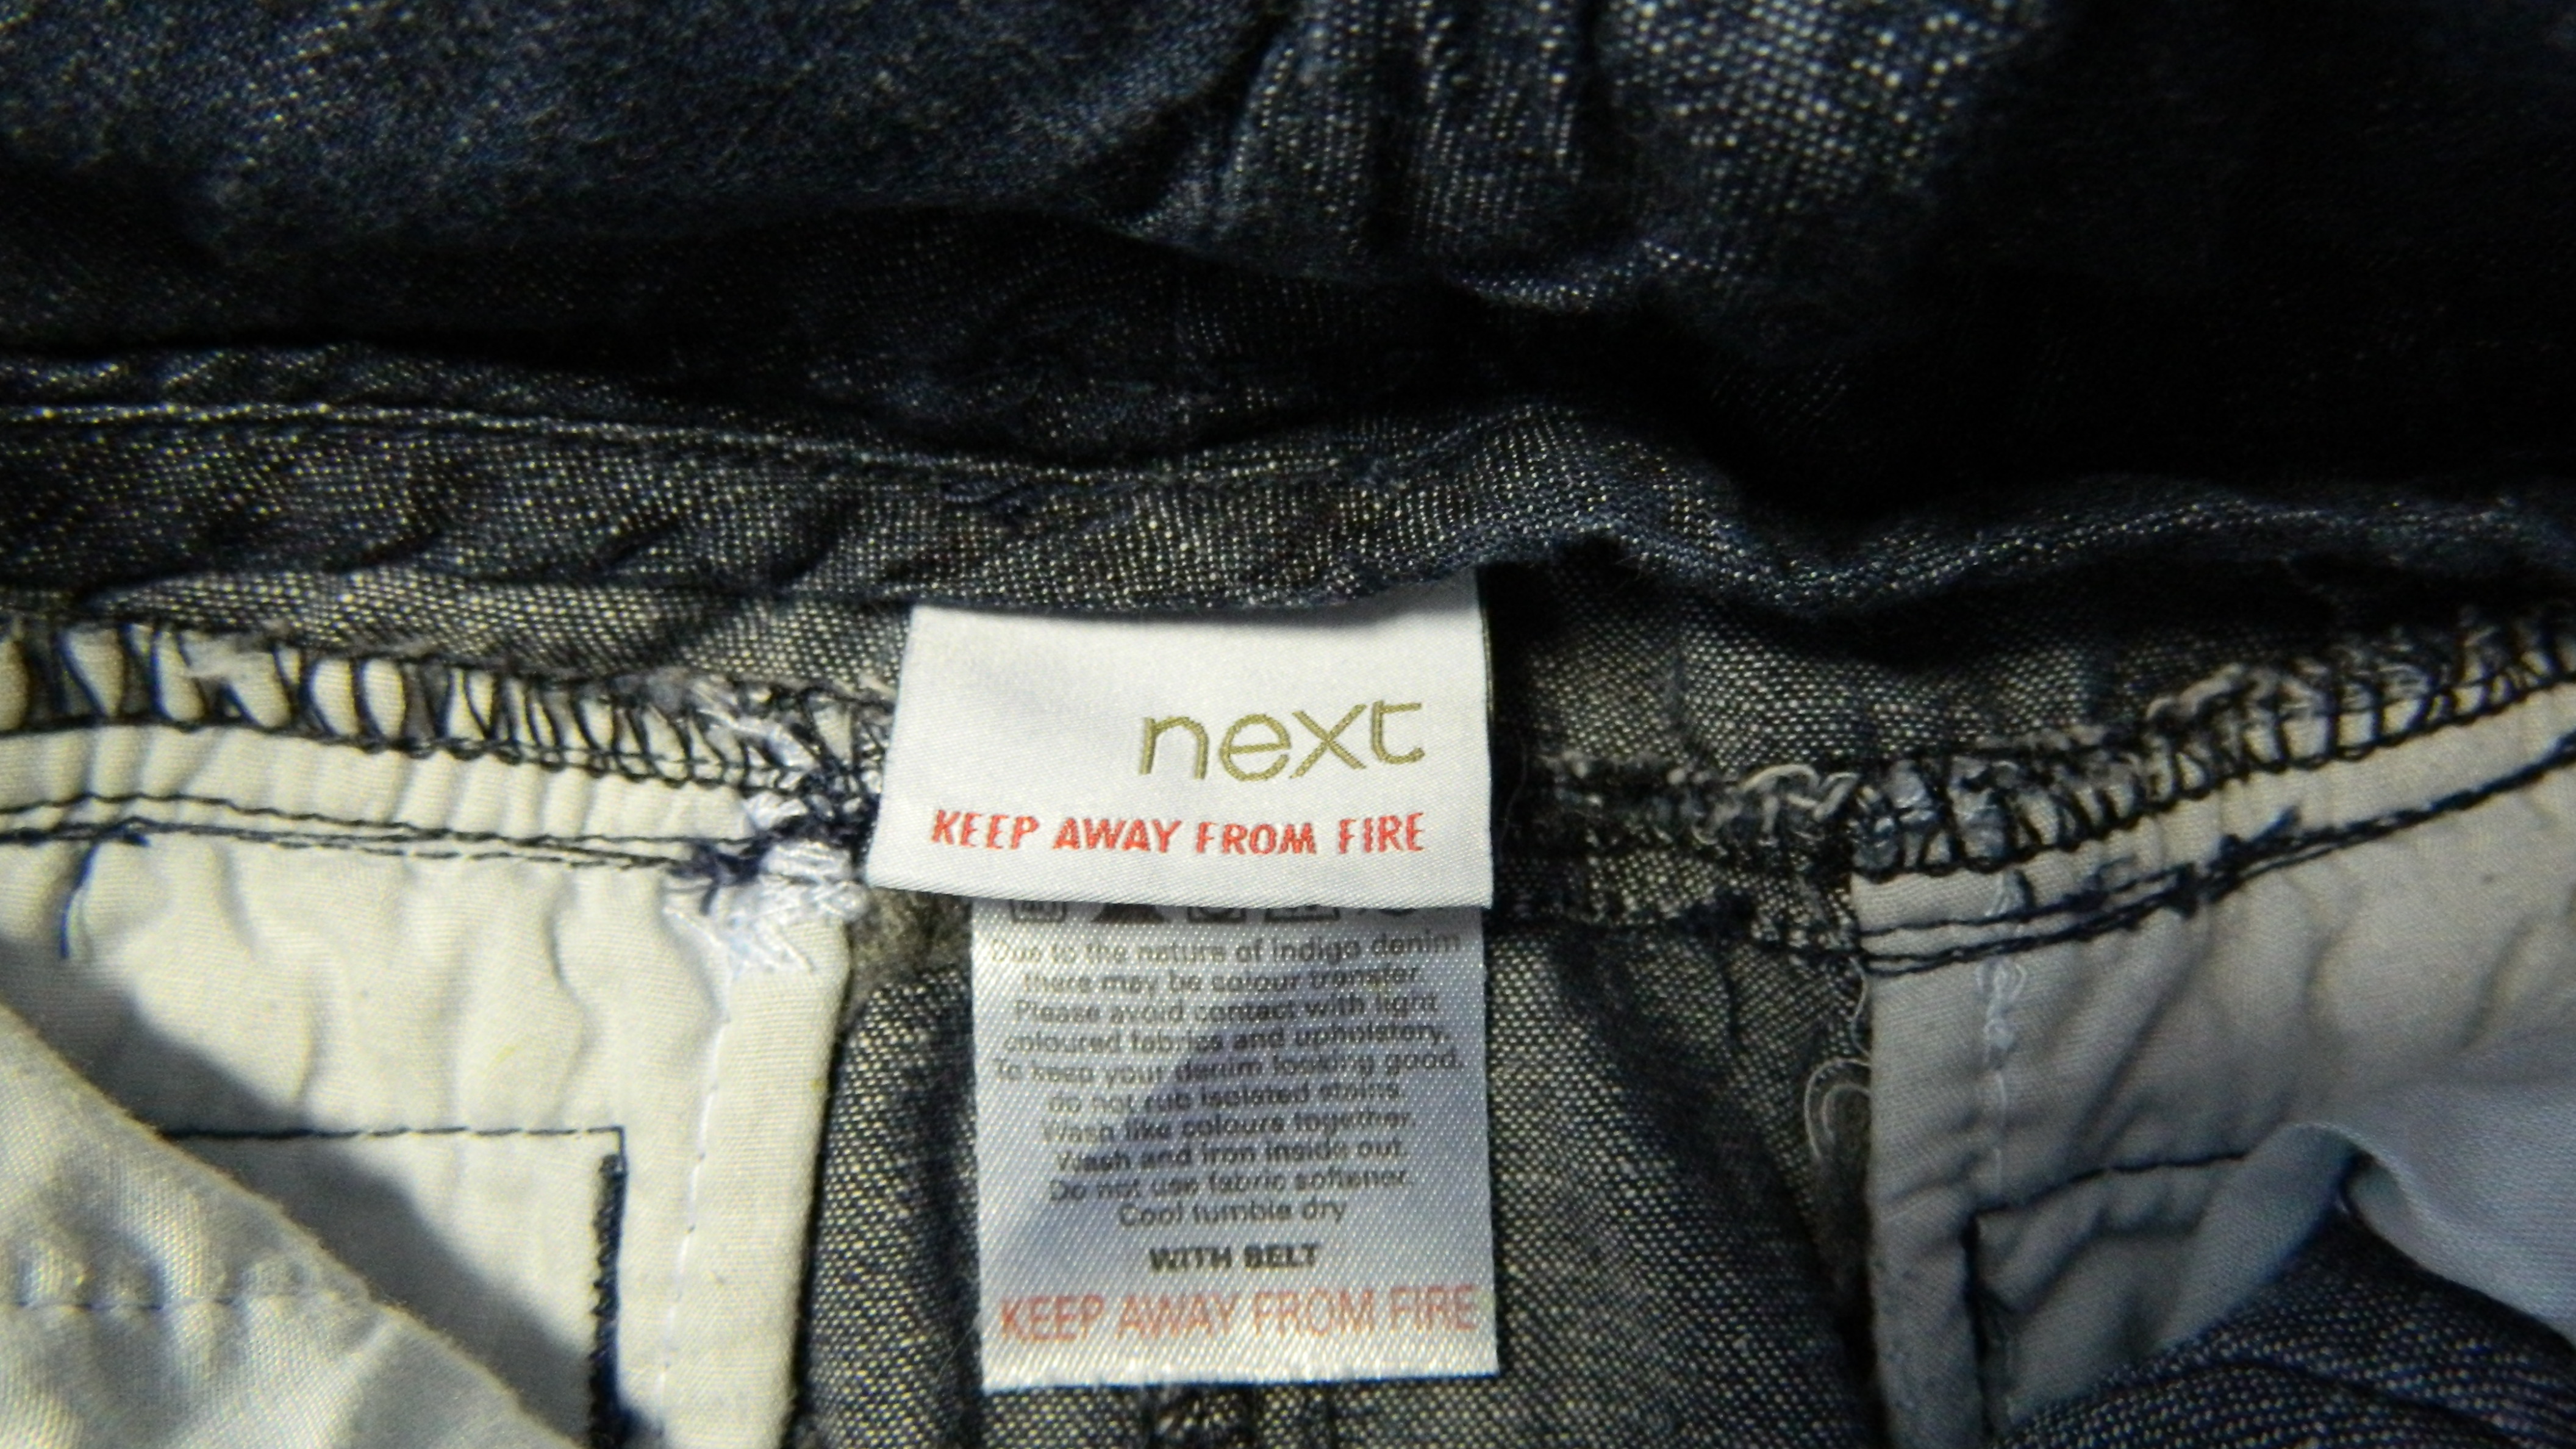 next
KEEP AWAY FROM FIRE
Due to the nature of indigo denim
there may be colour transfer.
Please avoid contact with light
coloured fabrics and upholstery.
To keep your denim looking good.
do not rub isolated stains.
Wash like colours together.
Wash and iron inside out.
Do not use fabric softener.
Cool tumble dry
WITH BELT
KEEP AWAY FROM FIRE